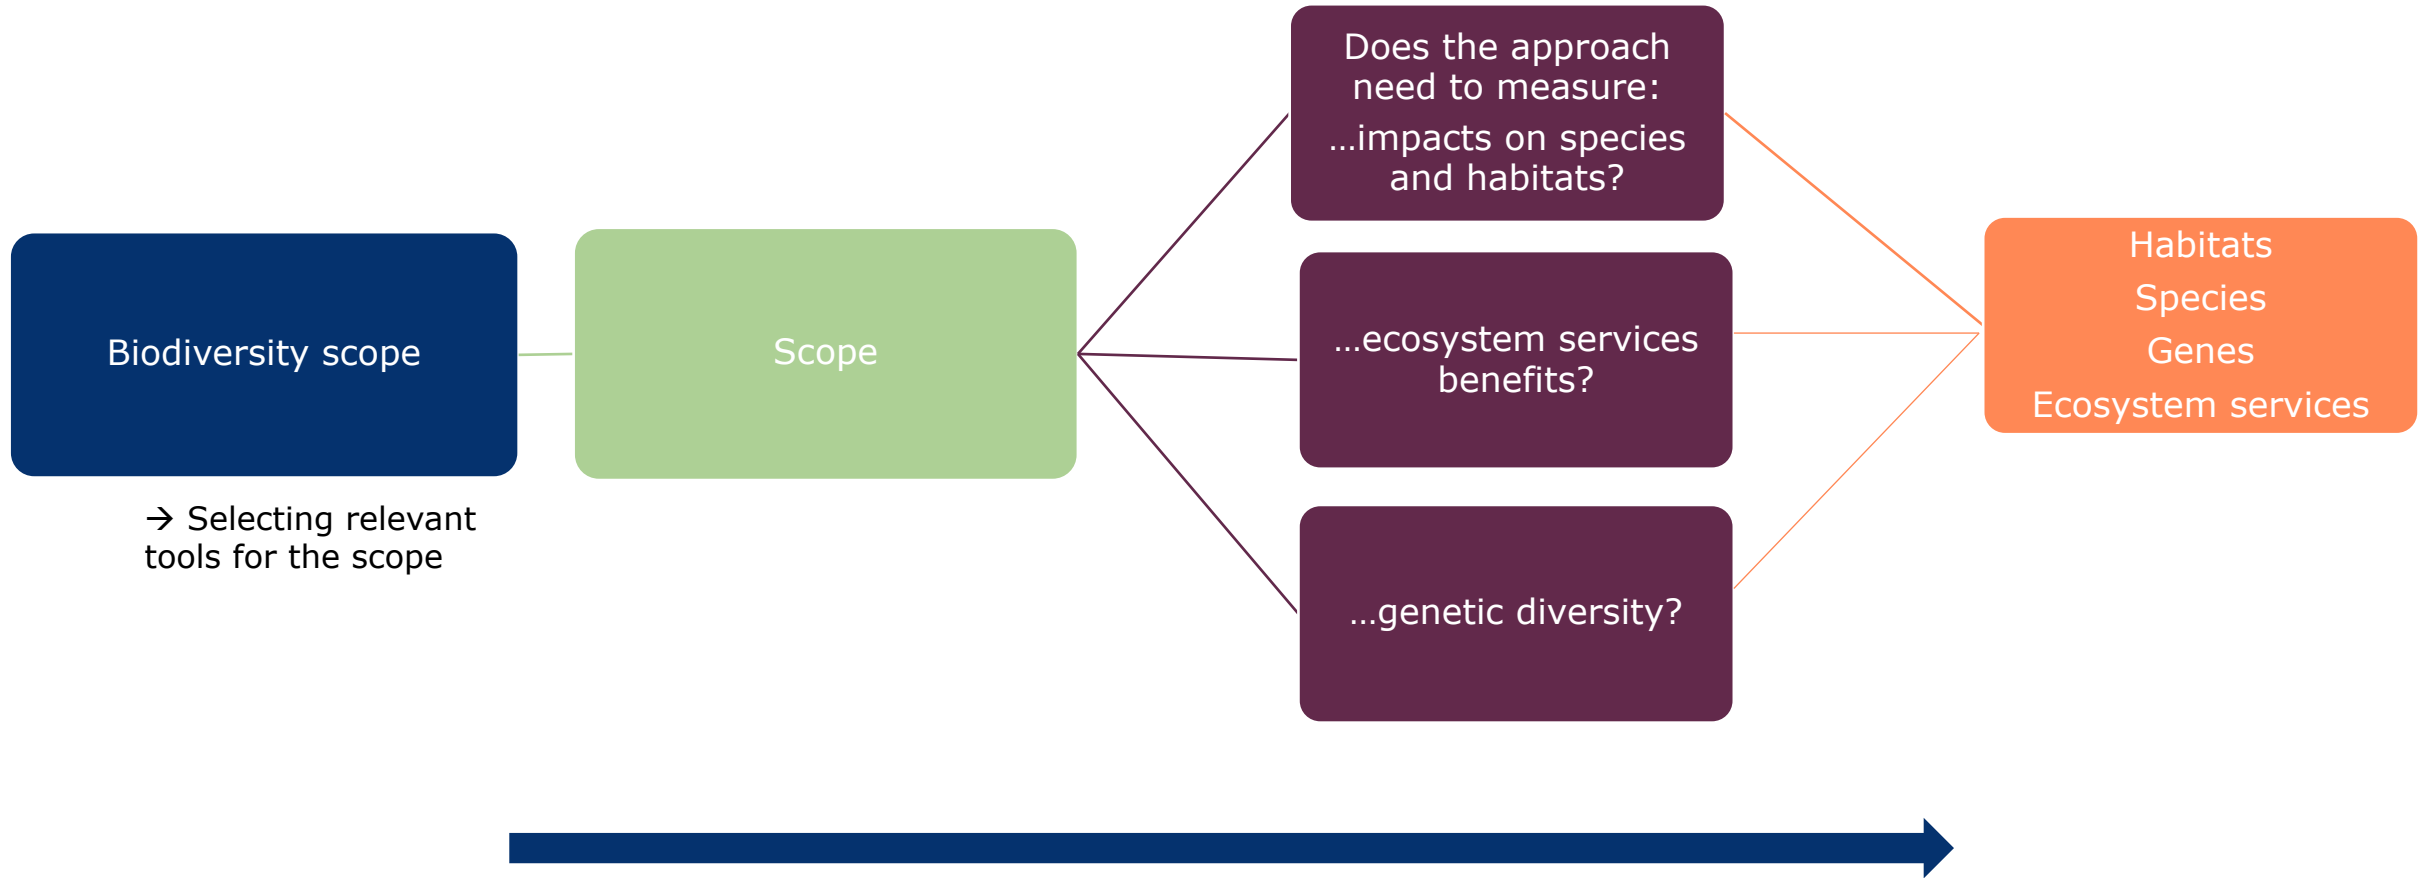 Biodiversity scope
→ Selecting relevant
tools for the scope
Scope
Does the approach
need to measure:
...impacts on species
and habitats?
...ecosystem services
benefits?
...genetic diversity?
Habitats
Species
Genes
Ecosystem services